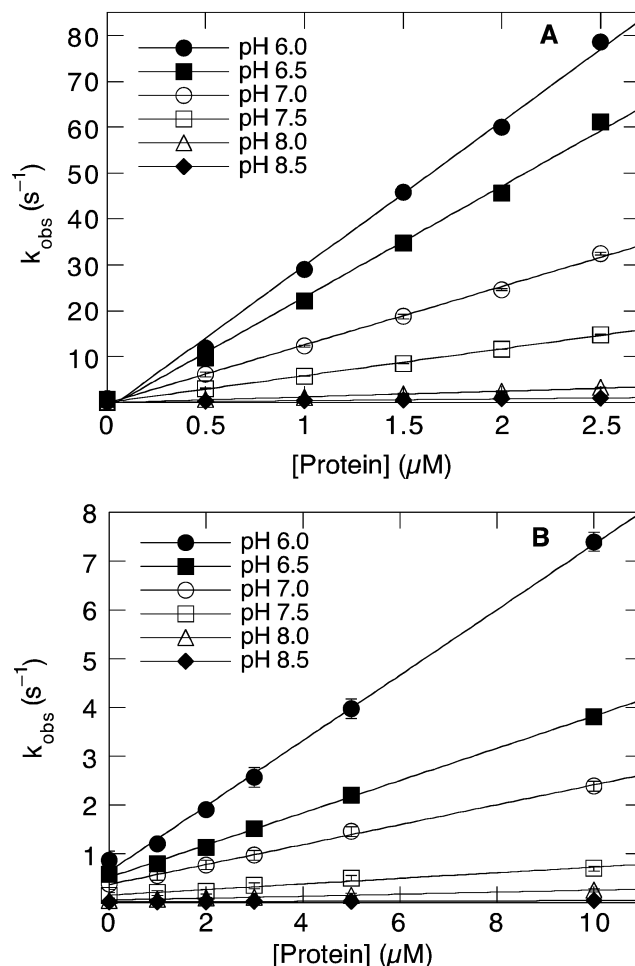 A
80
70
60
50
40
30
20
10
k_obs (s⁻¹)
pH 6.0
pH 6.5
pH 7.0
pH 7.5
pH 8.0
pH 8.5
0 0.5 1 1.5 2 2.5
[Protein] (µM)
B
8
7
6
5
4
3
2
1
k_obs (s⁻¹)
pH 6.0
pH 6.5
pH 7.0
pH 7.5
pH 8.0
pH 8.5
0 2 4 6 8 10
[Protein] (µM)